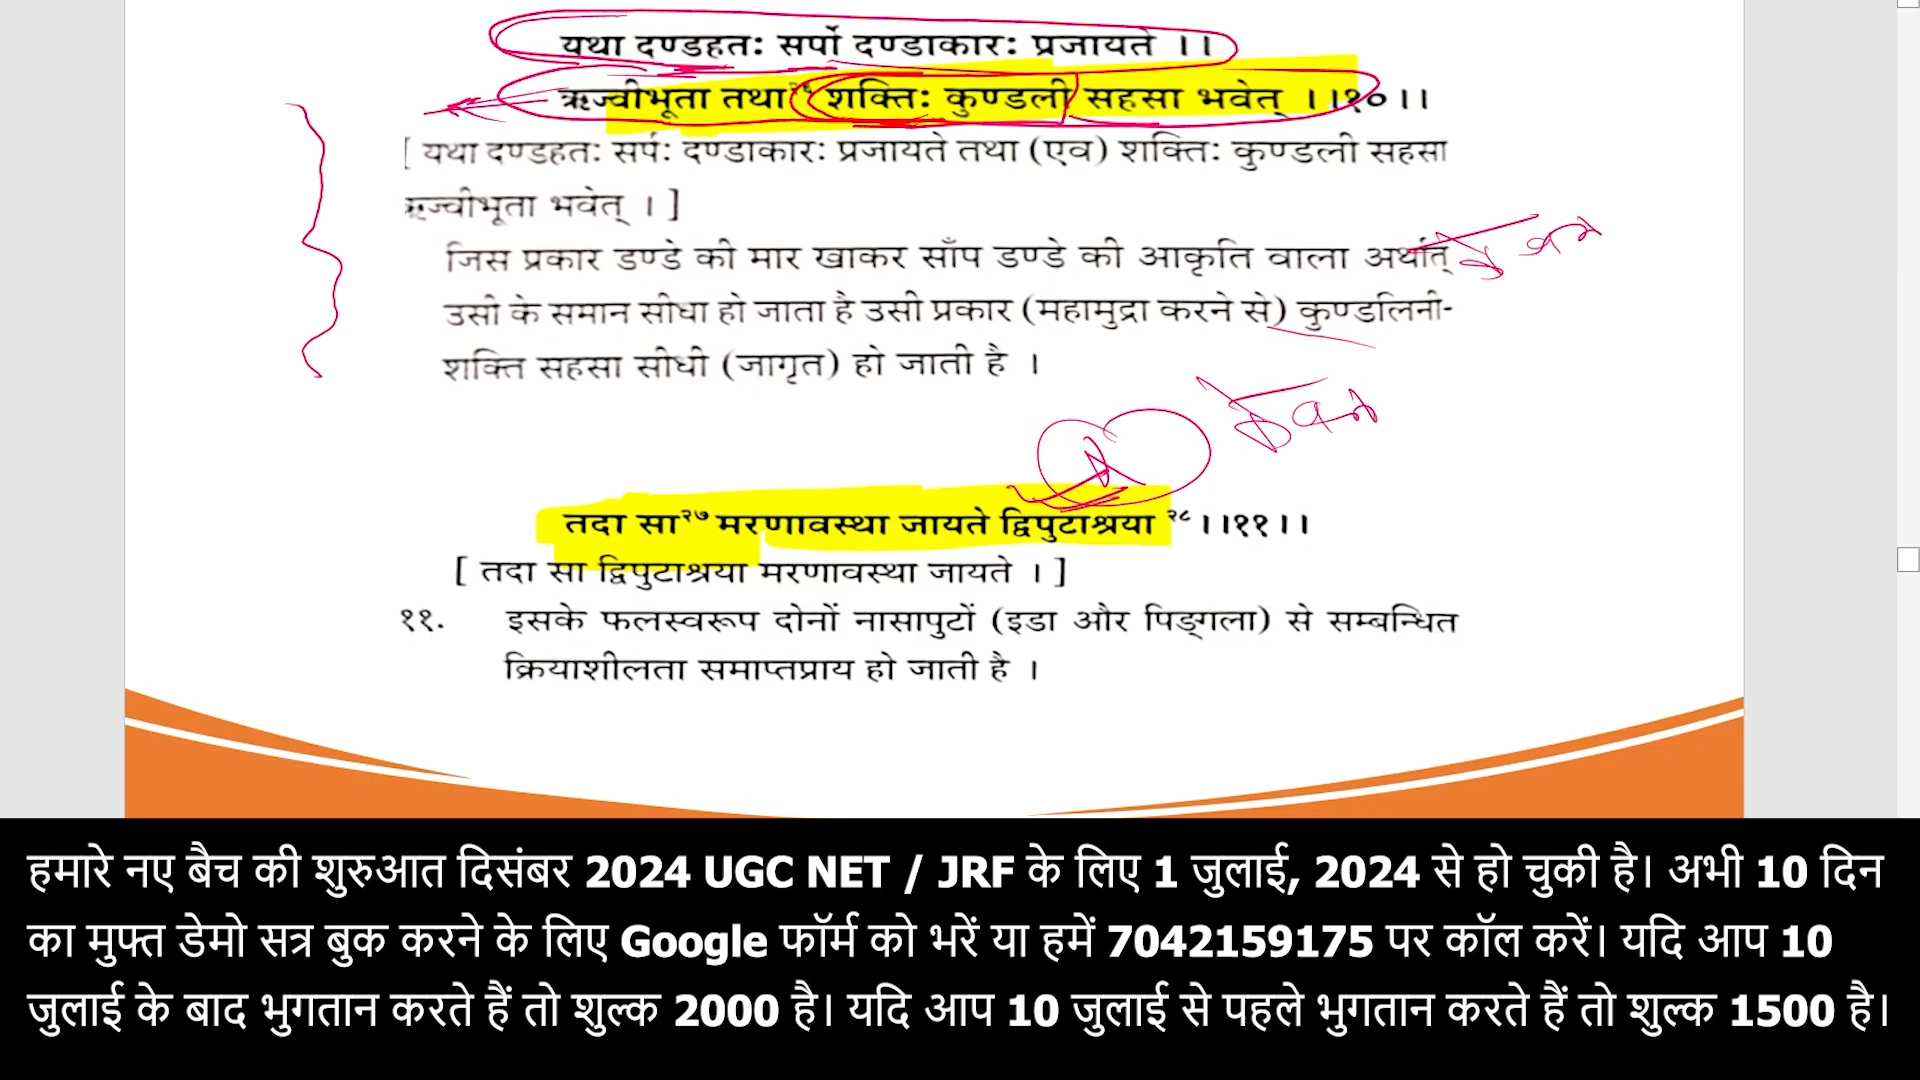 यथा दण्डहतः सर्पो दण्डाकारः प्रजायते ।।
ऋज्वीभूता तथा२६ शक्तिः कुण्डली सहसा भवेत् ।।१०।।
[ यथा दण्डहतः सर्पः दण्डाकारः प्रजायते तथा (एव) शक्तिः कुण्डली सहसा
ऋज्वीभूता भवेत् । ]
जिस प्रकार डण्डे की मार खाकर साँप डण्डे की आकृति वाला अर्थात्
उसी के समान सीधा हो जाता है उसी प्रकार (महामुद्रा करने से) कुण्डलिनी-
शक्ति सहसा सीधी (जागृत) हो जाती है ।
तदा सा२७ मरणावस्था जायते द्विपुटाश्रया २८ ।।११।।
[ तदा सा द्विपुटाश्रया मरणावस्था जायते । ]
११. इसके फलस्वरूप दोनों नासापुटों (इडा और पिङ्गला) से सम्बन्धित
क्रियाशीलता समाप्तप्राय हो जाती है ।
हमारे नए बैच की शुरुआत दिसंबर 2024 UGC NET / JRF के लिए 1 जुलाई, 2024 से हो चुकी है। अभी 10 दिन
का मुफ्त डेमो सत्र बुक करने के लिए Google फॉर्म को भरें या हमें 7042159175 पर कॉल करें। यदि आप 10
जुलाई के बाद भुगतान करते हैं तो शुल्क 2000 है। यदि आप 10 जुलाई से पहले भुगतान करते हैं तो शुल्क 1500 है।